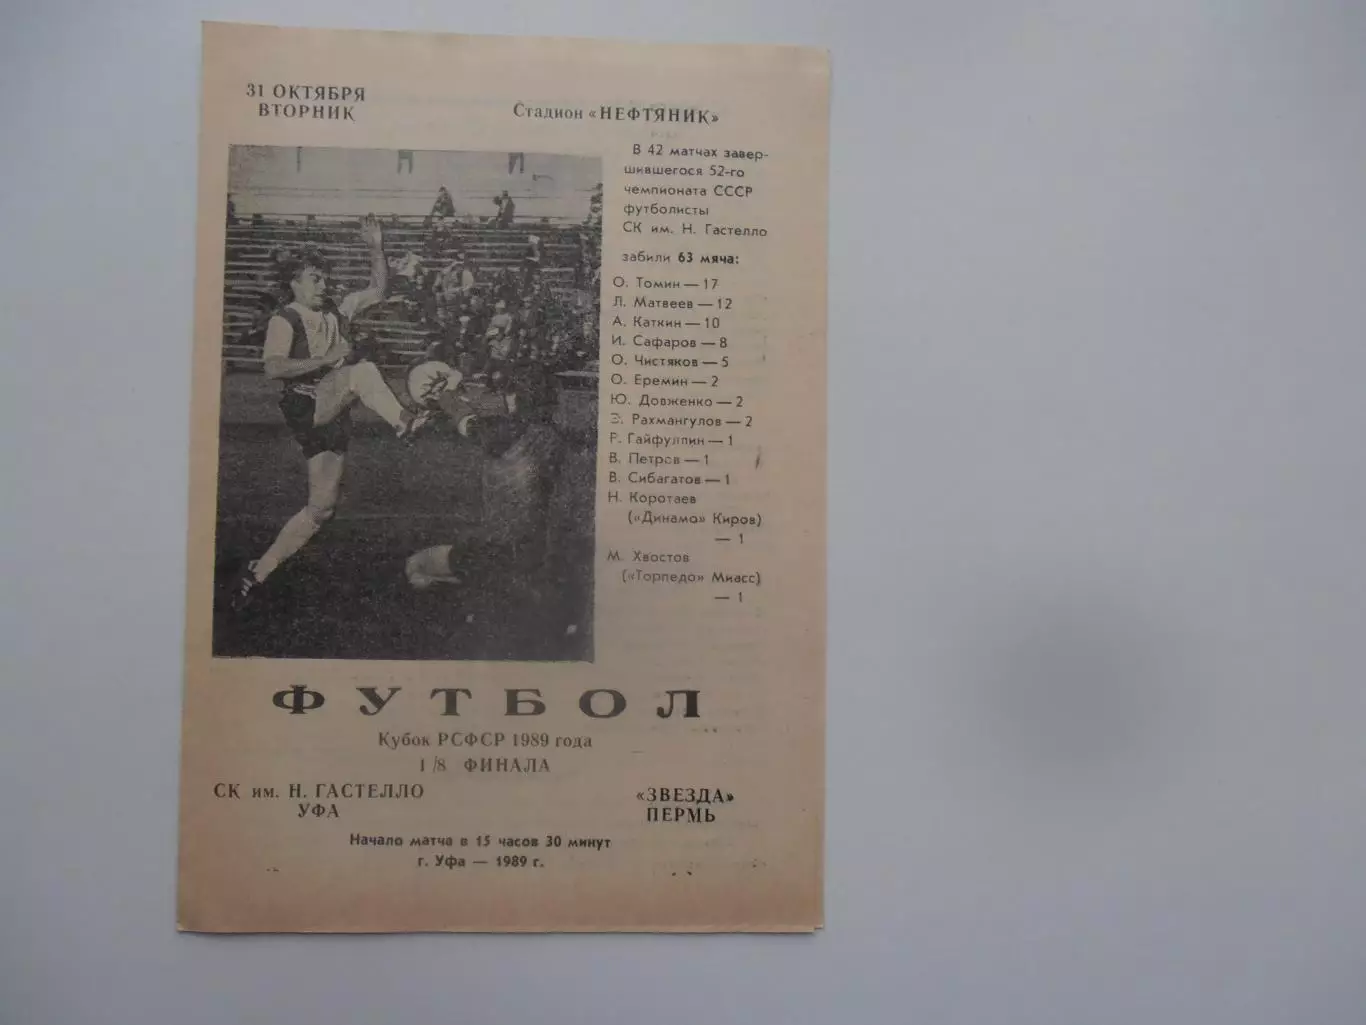 31 ОКТЯБРЯ
ВТОРНИК
Стадион «НЕФТЯНИК»
В 42 матчах завер-
шившегося 52-го
чемпионата СССР
футболисты
СК им. Н. Гастелло
забили 63 мяча:
О. Томин — 17
Л. Матвеев — 12
А. Каткин — 10
И. Сафаров — 8
О. Чистяков — 5
О. Еремин — 2
Ю. Довженко — 2
Э. Рахмангулов — 2
Р. Гайфуллин — 1
В. Петров — 1
В. Сибагатов — 1
Н. Коротаев
(«Динамо» Киров)
— 1
М. Хвостов
(«Торпедо» Миасс)
— 1
ФУТБОЛ
Кубок РСФСР 1989 года
1/8 ФИНАЛА
СК им. Н. ГАСТЕЛЛО
УФА
«ЗВЕЗДА»
ПЕРМЬ
Начало матча в 15 часов 30 минут
г. Уфа — 1989 г.